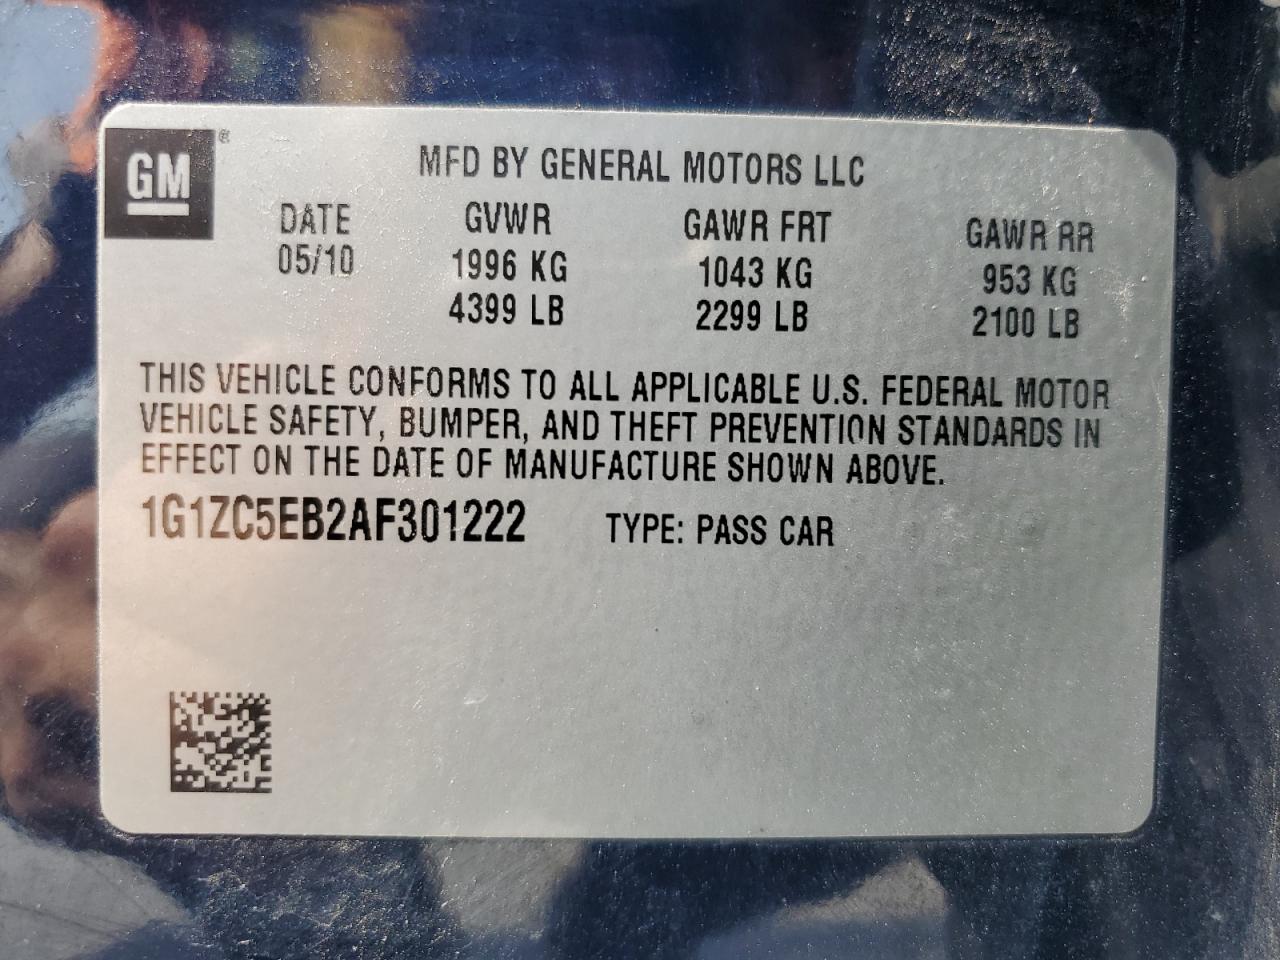 GM ®
MFD BY GENERAL MOTORS LLC
DATE GVWR GAWR FRT GAWR RR
05/10 1996 KG 1043 KG 953 KG
4399 LB 2299 LB 2100 LB
THIS VEHICLE CONFORMS TO ALL APPLICABLE U.S. FEDERAL MOTOR
VEHICLE SAFETY, BUMPER, AND THEFT PREVENTION STANDARDS IN
EFFECT ON THE DATE OF MANUFACTURE SHOWN ABOVE.
1G1ZC5EB2AF301222 TYPE: PASS CAR